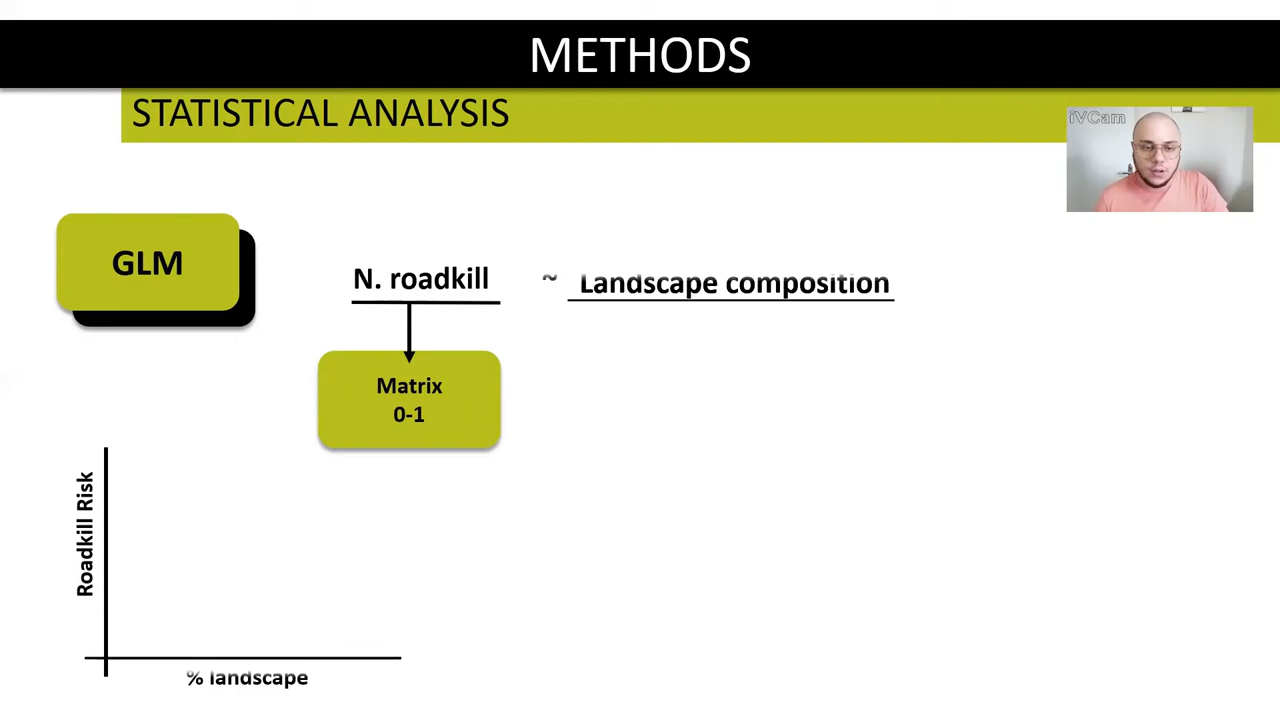 METHODS
STATISTICAL ANALYSIS
iVCam
GLM
N. roadkill ~ Landscape composition
Matrix
0-1
Roadkill Risk
% landscape